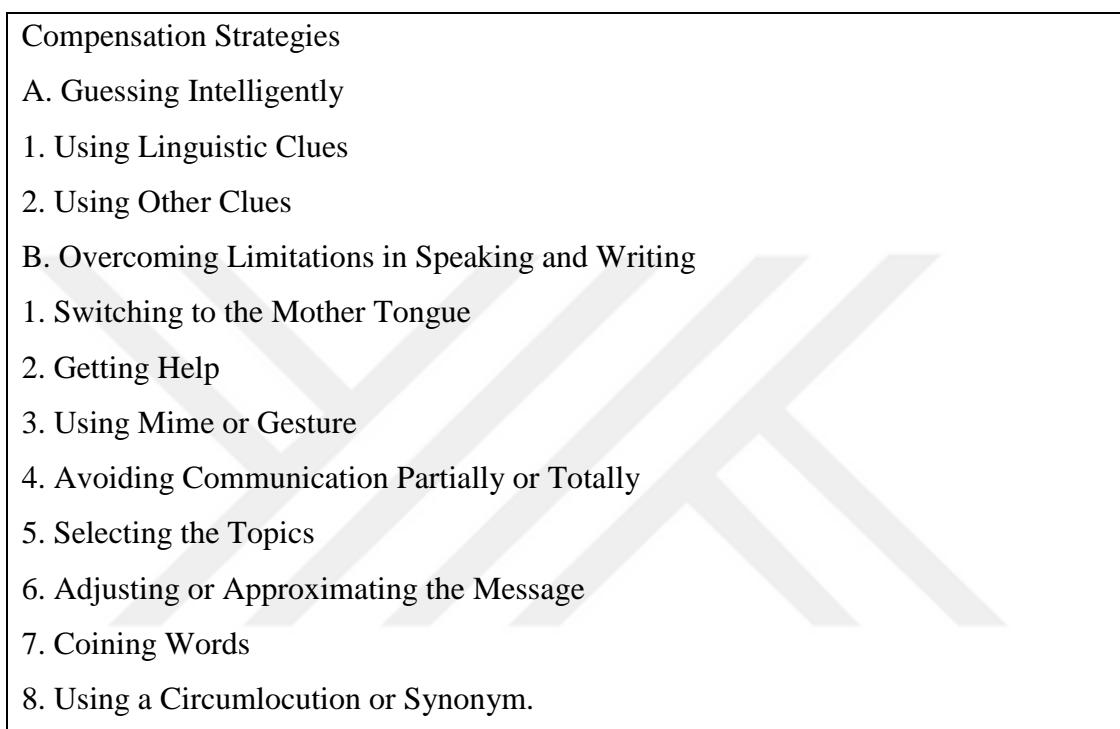 Compensation Strategies
A. Guessing Intelligently
1. Using Linguistic Clues
2. Using Other Clues
B. Overcoming Limitations in Speaking and Writing
1. Switching to the Mother Tongue
2. Getting Help
3. Using Mime or Gesture
4. Avoiding Communication Partially or Totally
5. Selecting the Topics
6. Adjusting or Approximating the Message
7. Coining Words
8. Using a Circumlocution or Synonym.